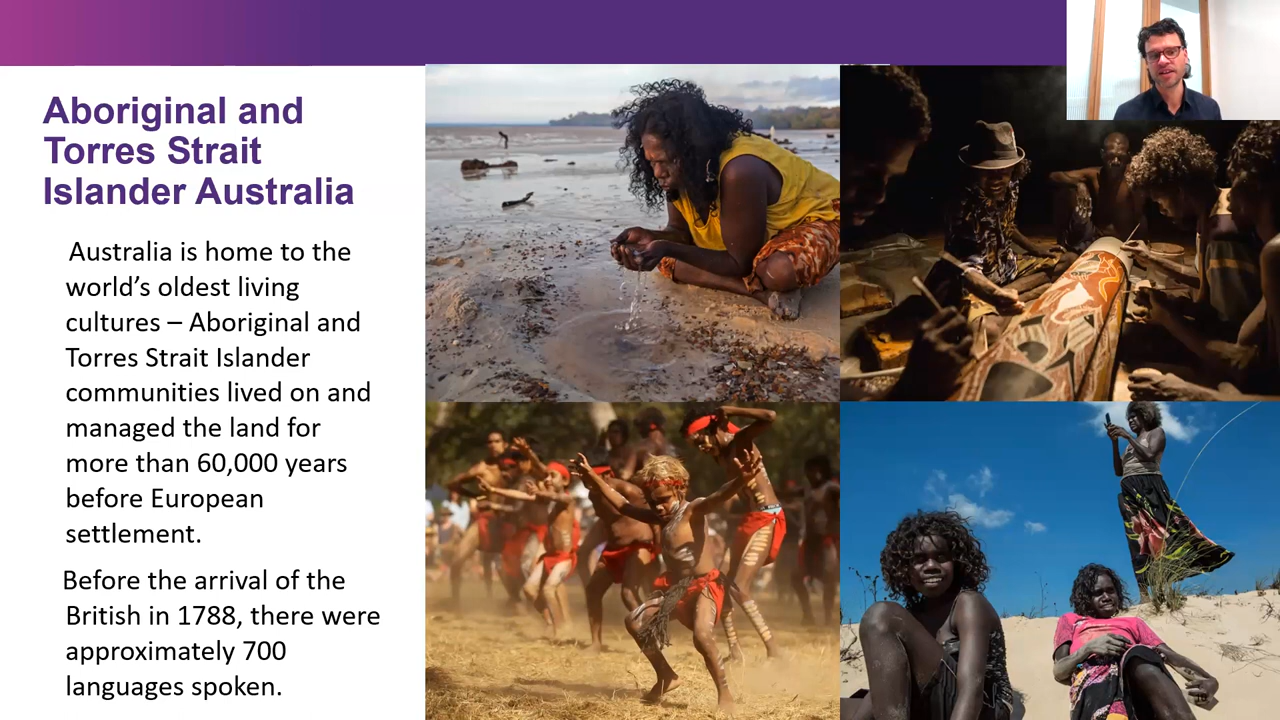 Aboriginal and
Torres Strait
Islander Australia
Australia is home to the
world’s oldest living
cultures – Aboriginal and
Torres Strait Islander
communities lived on and
managed the land for
more than 60,000 years
before European
settlement.
Before the arrival of the
British in 1788, there were
approximately 700
languages spoken.